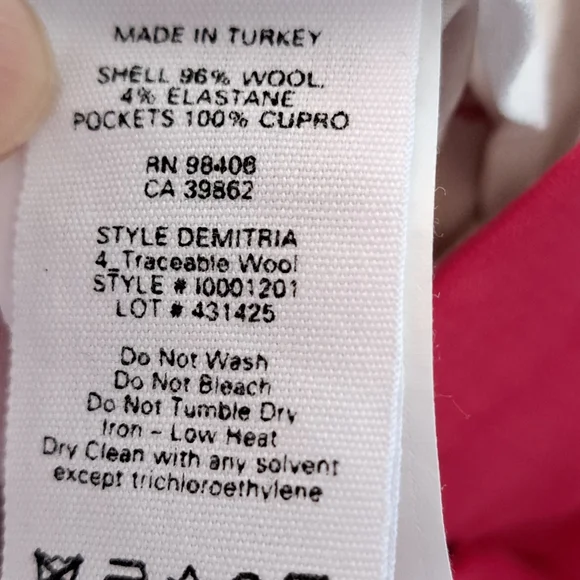 MADE IN TURKEY
SHELL 96% WOOL,
4% ELASTANE
POCKETS 100% CUPRO
RN 98406
CA 39862
STYLE DEMITRIA
4_Traceable Wool
STYLE # I0001201
LOT # 431425
Do Not Wash
Do Not Bleach
Do Not Tumble Dry
Iron - Low Heat
Dry Clean with any solvent
except trichloroethylene